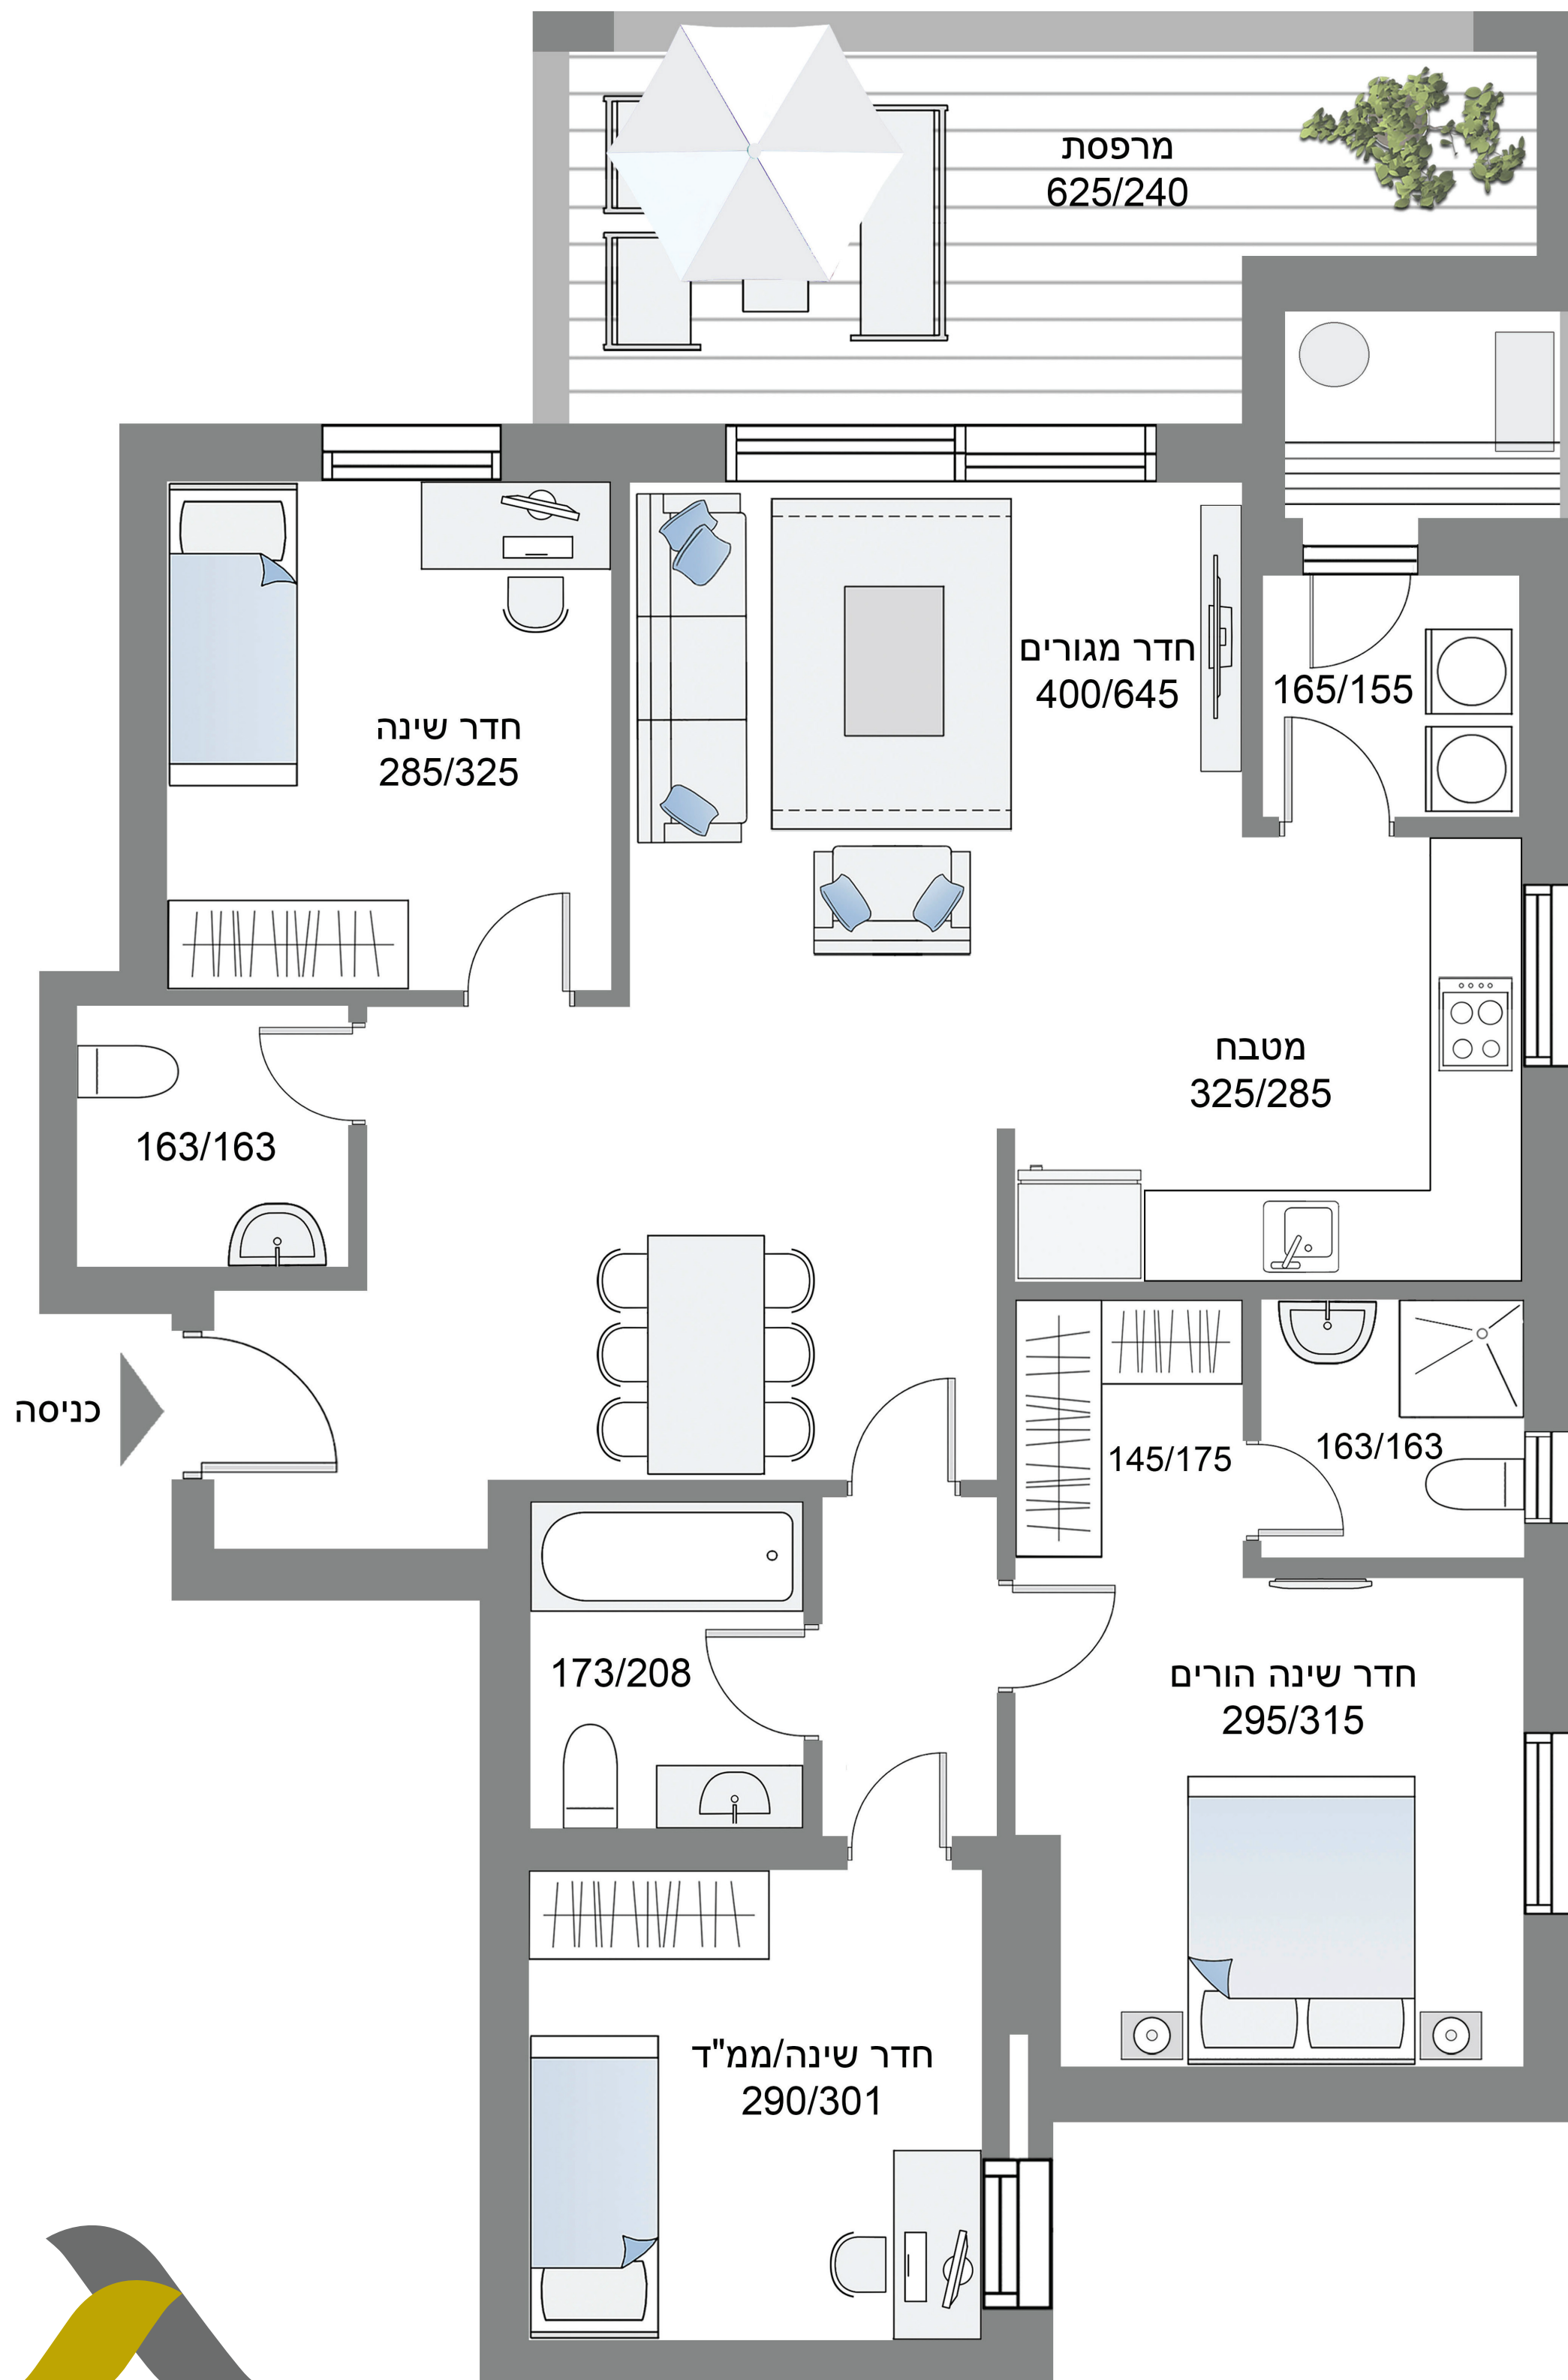 מרפסת
625/240
חדר מגורים
400/645
165/155
חדר שינה
285/325
מטבח
325/285
163/163
כניסה
145/175
163/163
173/208
חדר שינה הורים
295/315
חדר שינה/ממ"ד
290/301